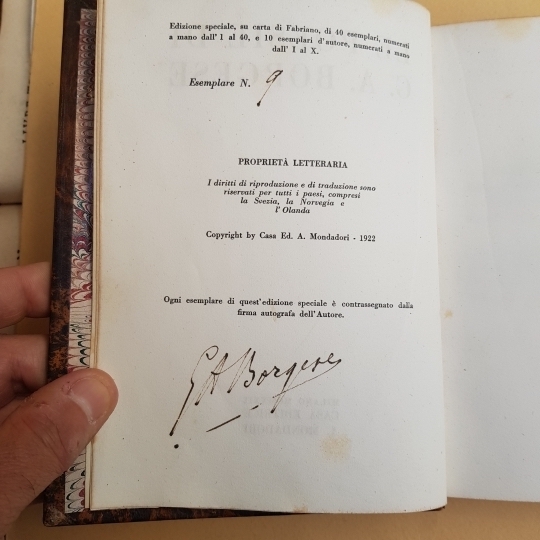 Edizione speciale, su carta di Fabriano, di 40 esemplari, numerati
a mano dall' 1 al 40, e 10 esemplari d'autore, numerati a mano
dall' I al X.
Esemplare N. 9
PROPRIETÀ LETTERARIA
I diritti di riproduzione e di traduzione sono
riservati per tutti i paesi, compresi
la Svezia, la Norvegia e
l'Olanda
Copyright by Casa Ed. A. Mondadori - 1922
Ogni esemplare di quest'edizione speciale è contrassegnato dalla
firma autografa dell'Autore.
G A Borgese